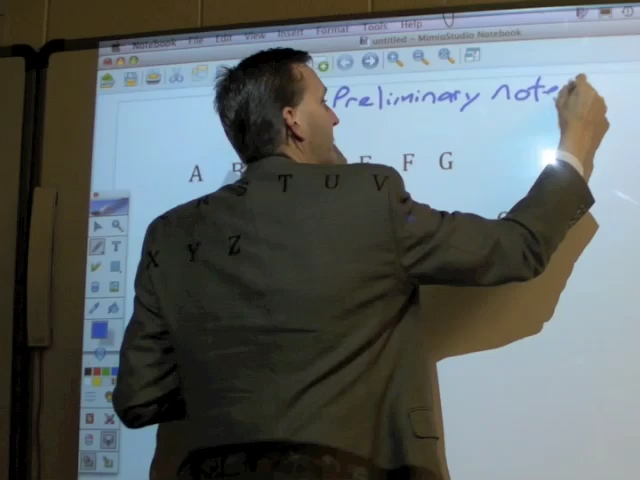 NoteBook File Edit View Insert Format Tools Help
untitled - MimioStudio Notebook
Preliminary note
A B E F G
S T U V
X Y Z
T